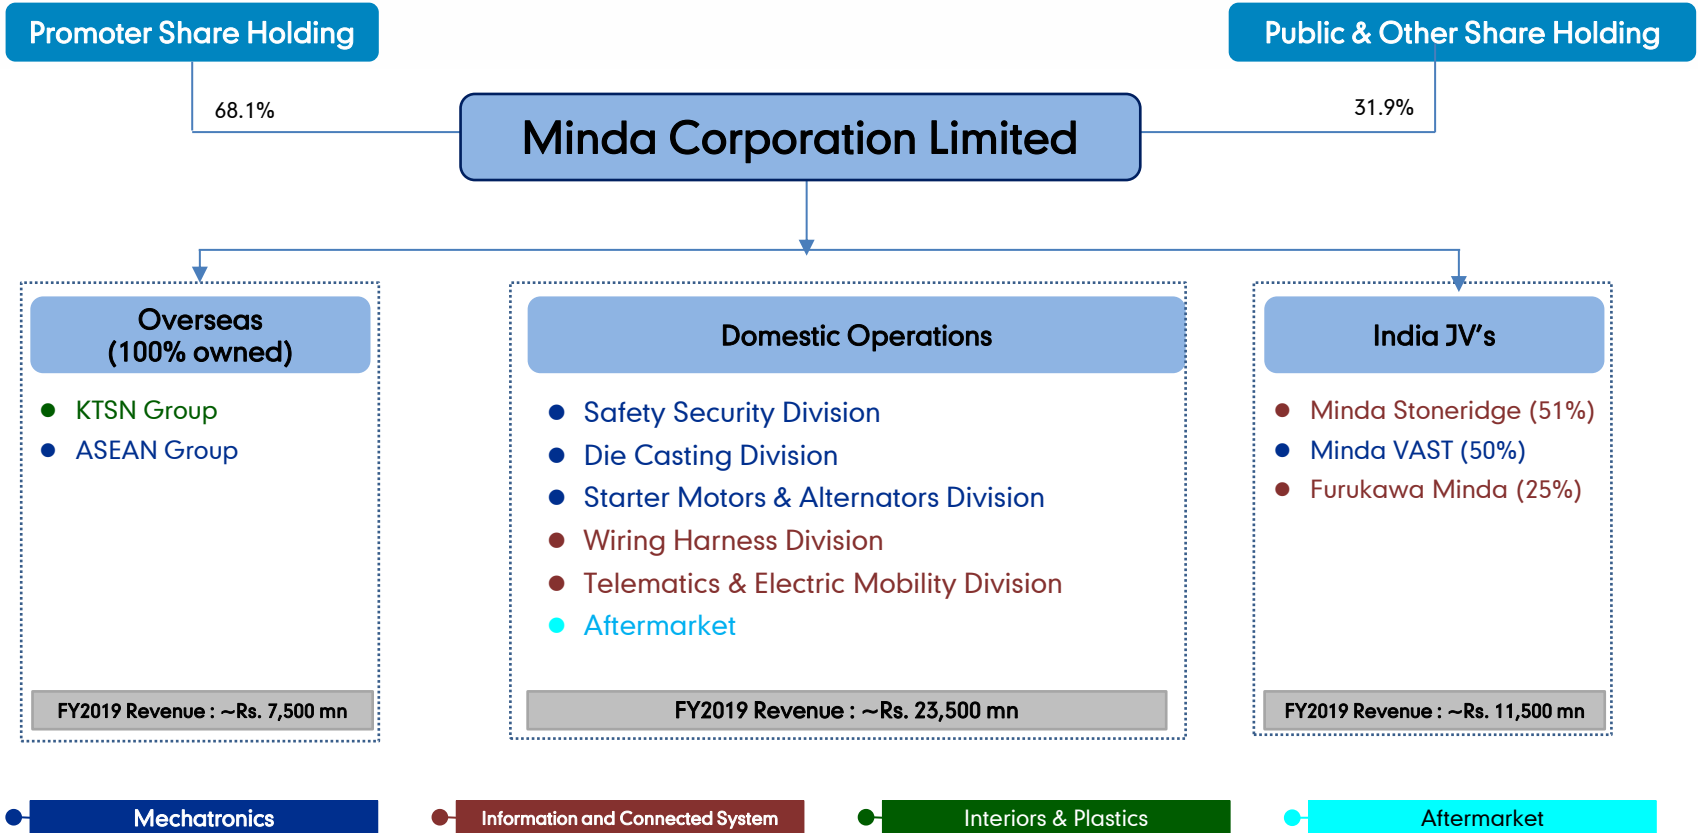 Promoter Share Holding
Public & Other Share Holding
68.1%
31.9%
Minda Corporation Limited
Overseas
(100% owned)
KTSN Group
ASEAN Group
FY2019 Revenue : ~Rs. 7,500 mn
Domestic Operations
Safety Security Division
Die Casting Division
Starter Motors & Alternators Division
Wiring Harness Division
Telematics & Electric Mobility Division
Aftermarket
FY2019 Revenue : ~Rs. 23,500 mn
India JV's
Minda Stoneridge (51%)
Minda VAST (50%)
Furukawa Minda (25%)
FY2019 Revenue : ~Rs. 11,500 mn
Mechatronics
Information and Connected System
Interiors & Plastics
Aftermarket